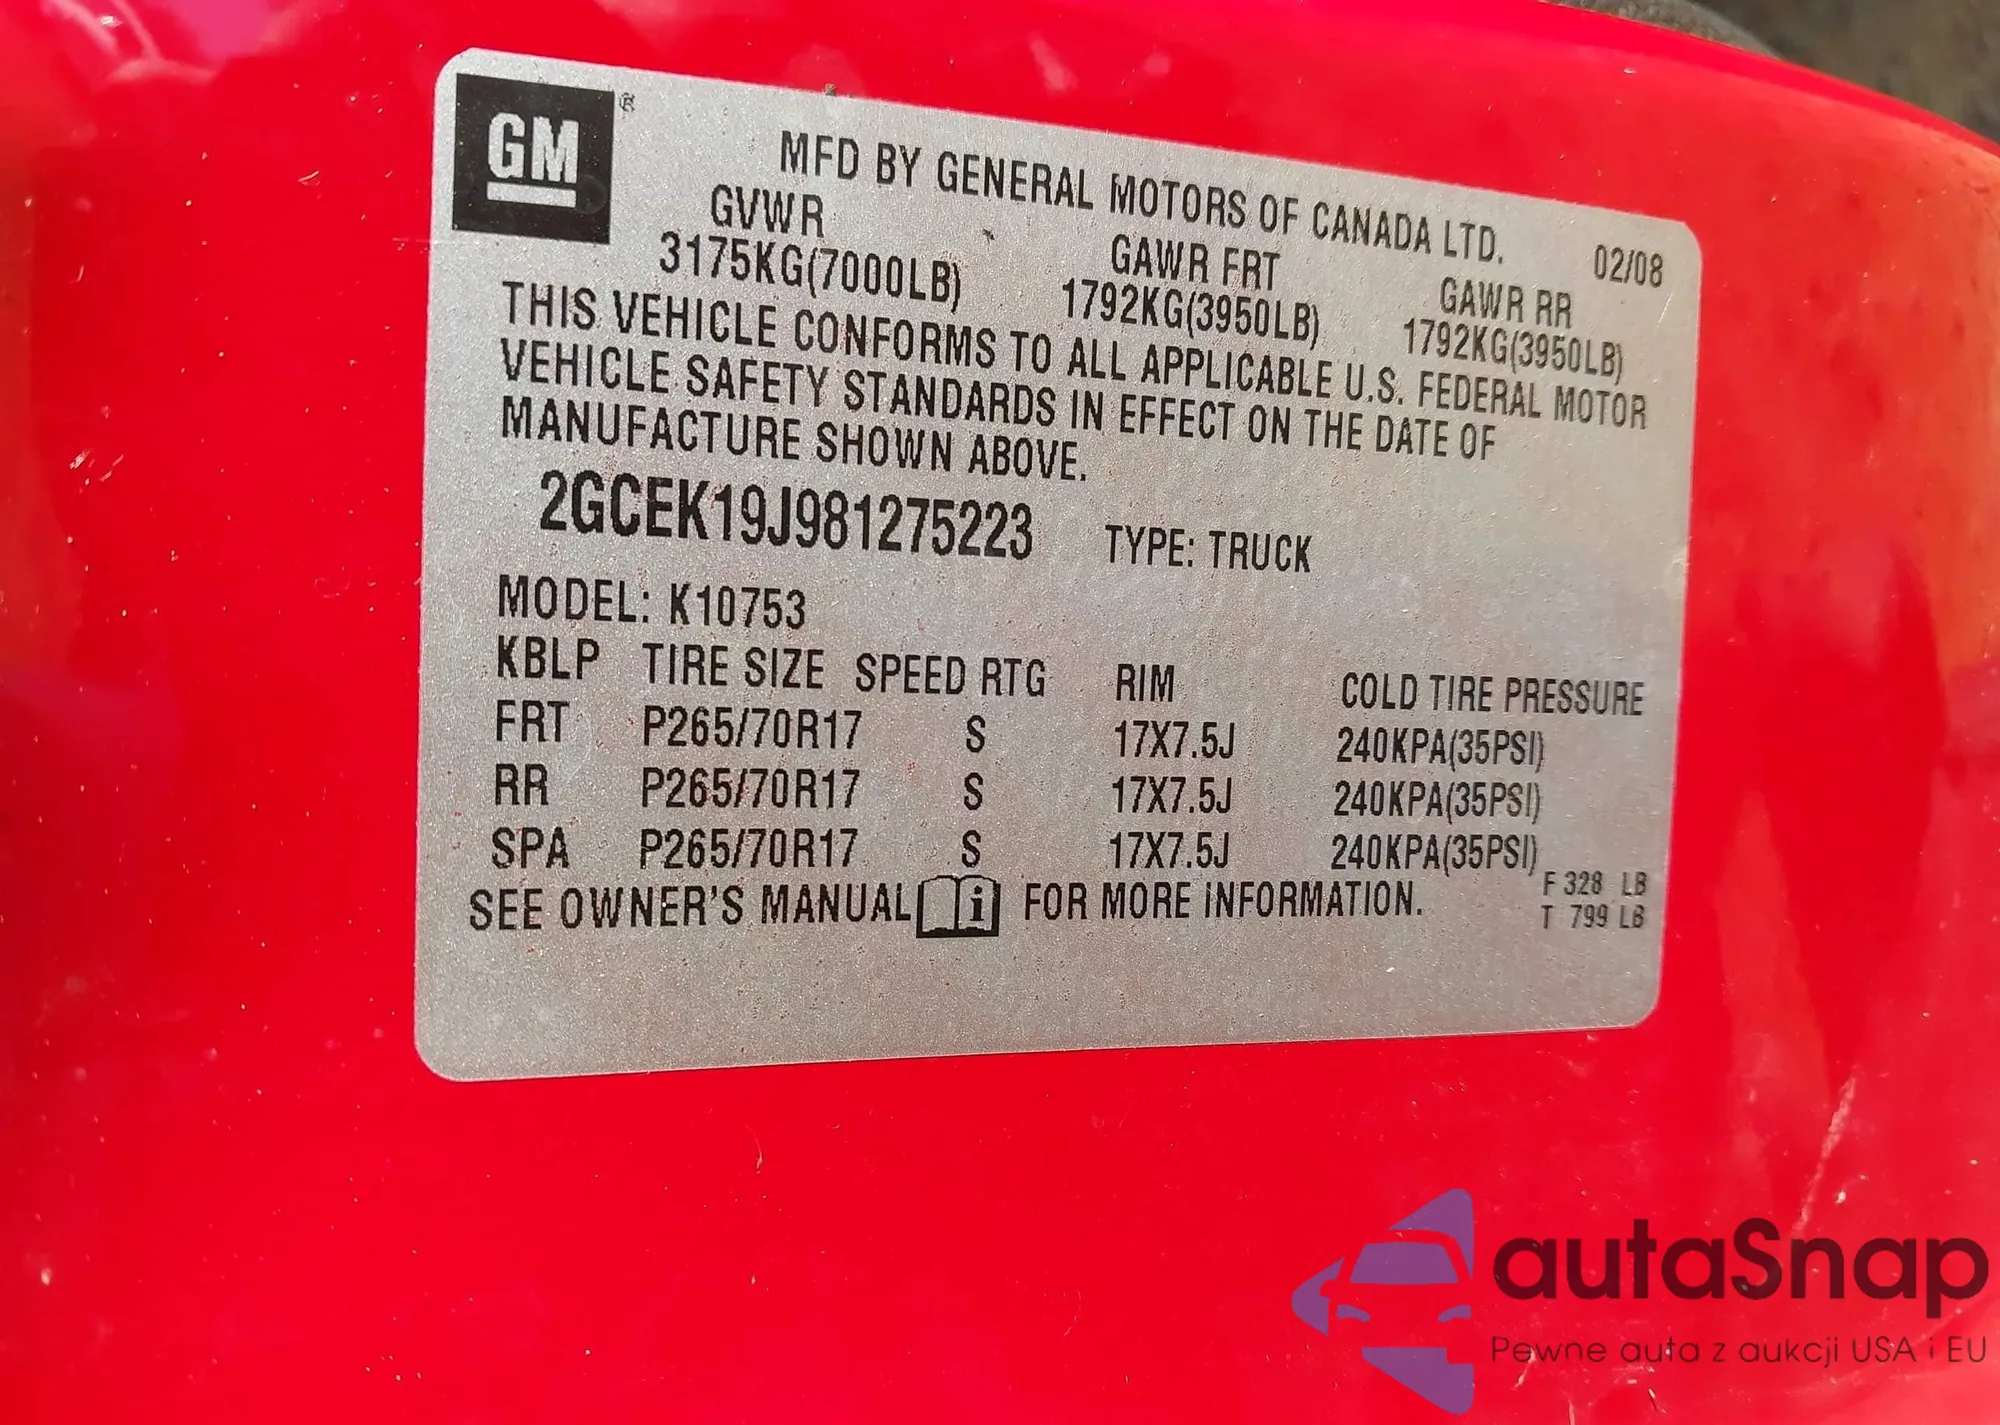 GM®
MFD BY GENERAL MOTORS OF CANADA LTD.
02/08
GVWR GAWR FRT GAWR RR
3175KG(7000LB) 1792KG(3950LB) 1792KG(3950LB)
THIS VEHICLE CONFORMS TO ALL APPLICABLE U.S. FEDERAL MOTOR
VEHICLE SAFETY STANDARDS IN EFFECT ON THE DATE OF
MANUFACTURE SHOWN ABOVE.
2GCEK19J981275223 TYPE: TRUCK
MODEL: K10753
KBLP TIRE SIZE SPEED RTG RIM COLD TIRE PRESSURE
FRT P265/70R17 S 17X7.5J 240KPA(35PSI)
RR P265/70R17 S 17X7.5J 240KPA(35PSI)
SPA P265/70R17 S 17X7.5J 240KPA(35PSI)
F 328 LB
T 799 LB
SEE OWNER'S MANUAL i FOR MORE INFORMATION.
autaSnap
Pewne auta z aukcji USA i EU